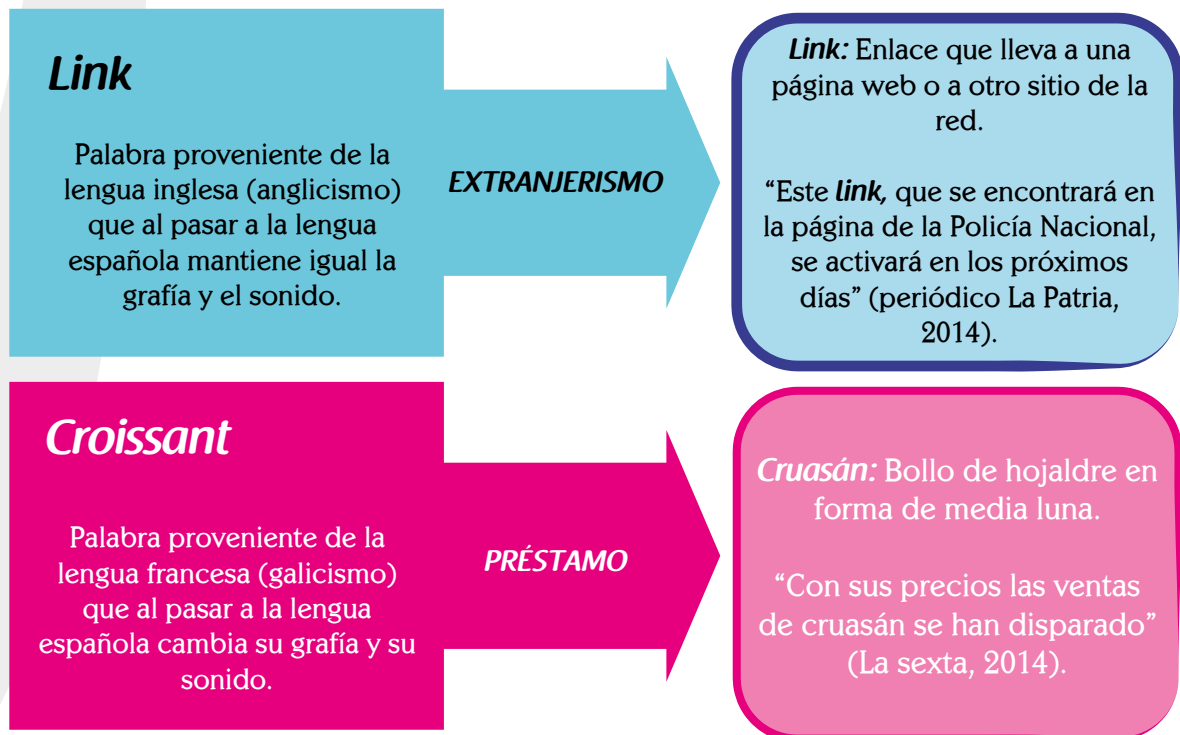 Link
Palabra proveniente de la
lengua inglesa (anglicismo)
que al pasar a la lengua
española mantiene igual la
grafía y el sonido.
EXTRANJERISMO
Link: Enlace que lleva a una
página web o a otro sitio de la
red.
“Este link, que se encontrará en
la página de la Policía Nacional,
se activará en los próximos
días” (periódico La Patria,
2014).
Croissant
Palabra proveniente de la
lengua francesa (galicismo)
que al pasar a la lengua
española cambia su grafía y su
sonido.
PRÉSTAMO
Cruasán: Bollo de hojaldre en
forma de media luna.
“Con sus precios las ventas
de cruasán se han disparado”
(La sexta, 2014).